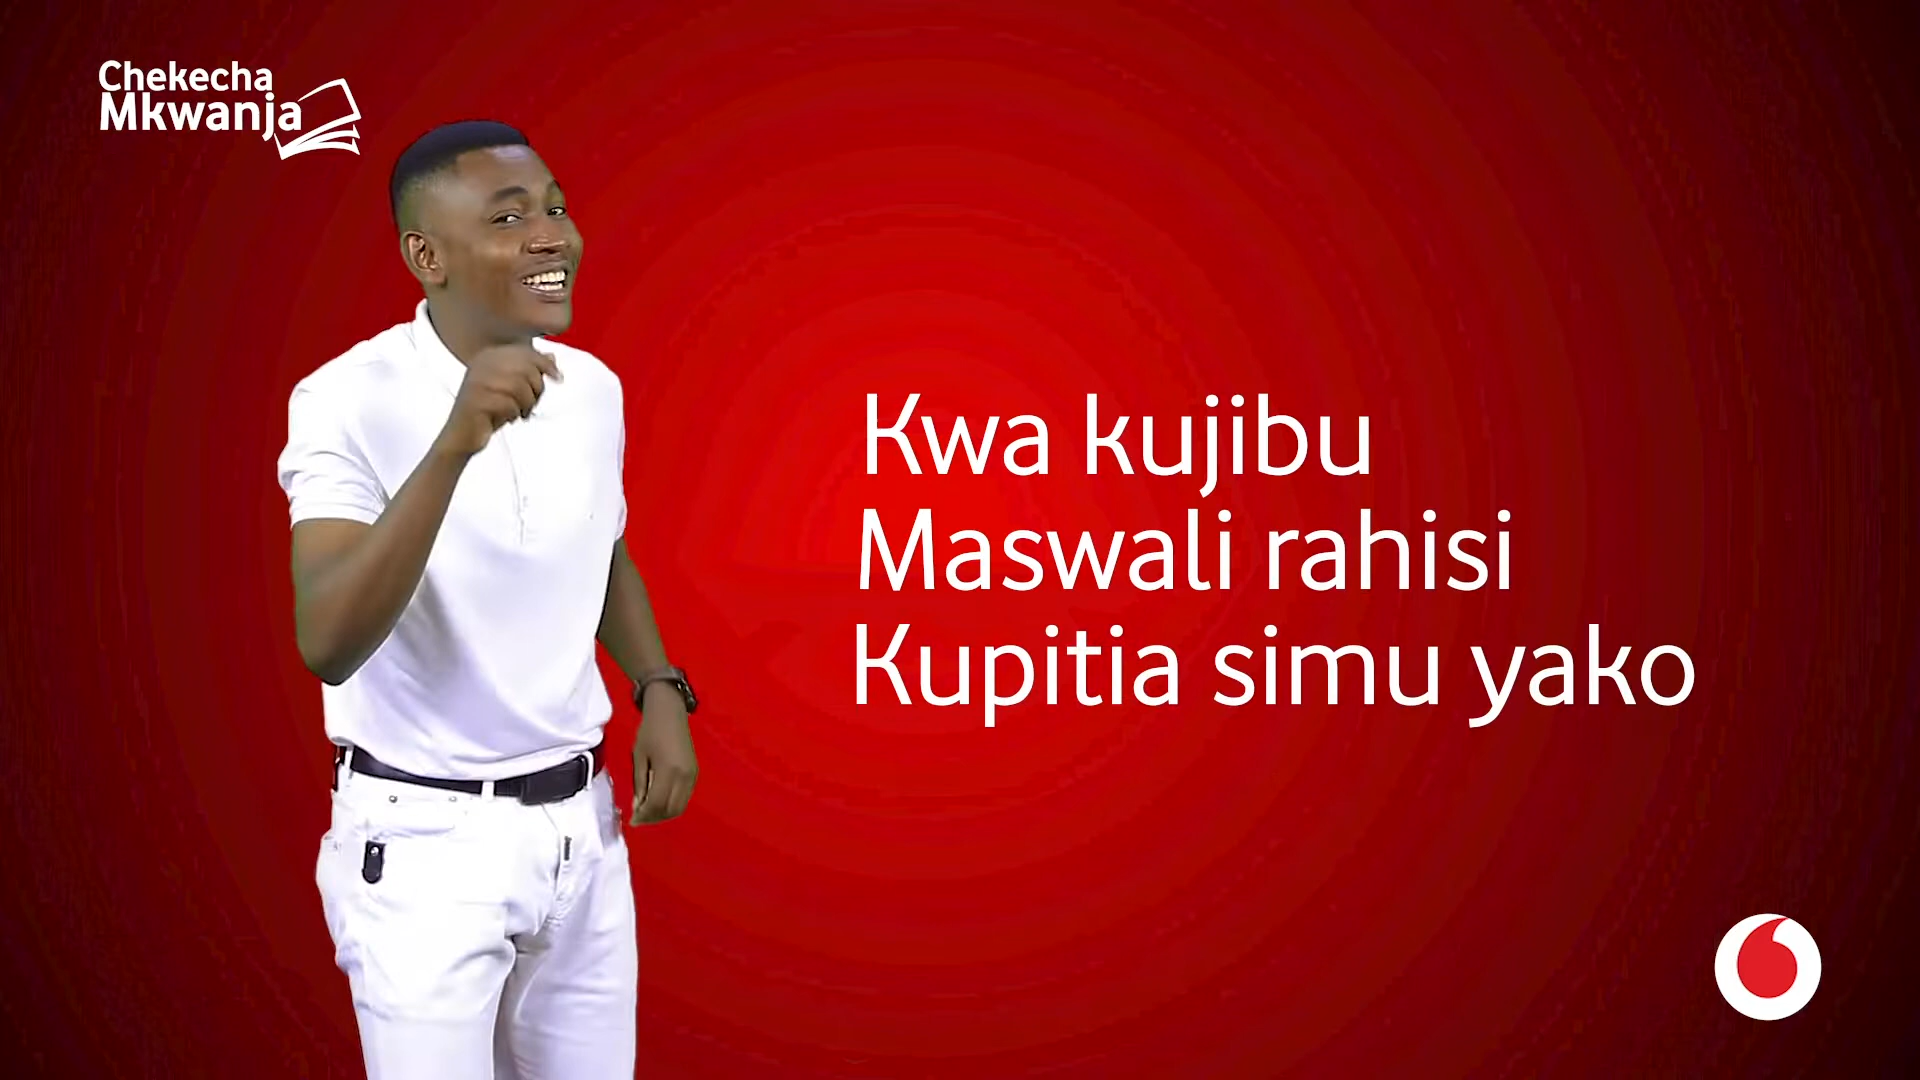 Chekecha
Mkwanja
Kwa kujibu
Maswali rahisi
Kupitia simu yako